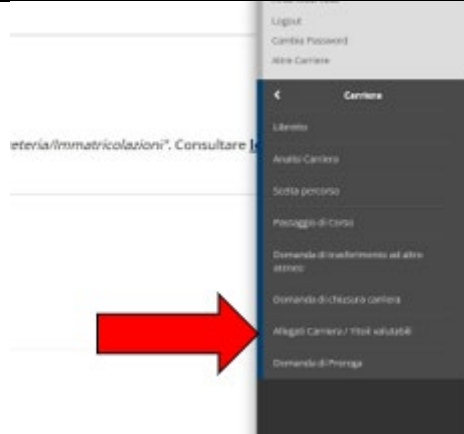 Logout
Cambia Password
Altre Carriere
Carriera
Libretto
eteria/Immatricolazioni". Consultare l
Analisi Carriera
Scelta percorso
Passaggio di Corso
Domanda di trasferimento ad altro
ateneo
Domanda di chiusura carriera
Allegati Carriera / Titoli valutabili
Domanda di Proroga